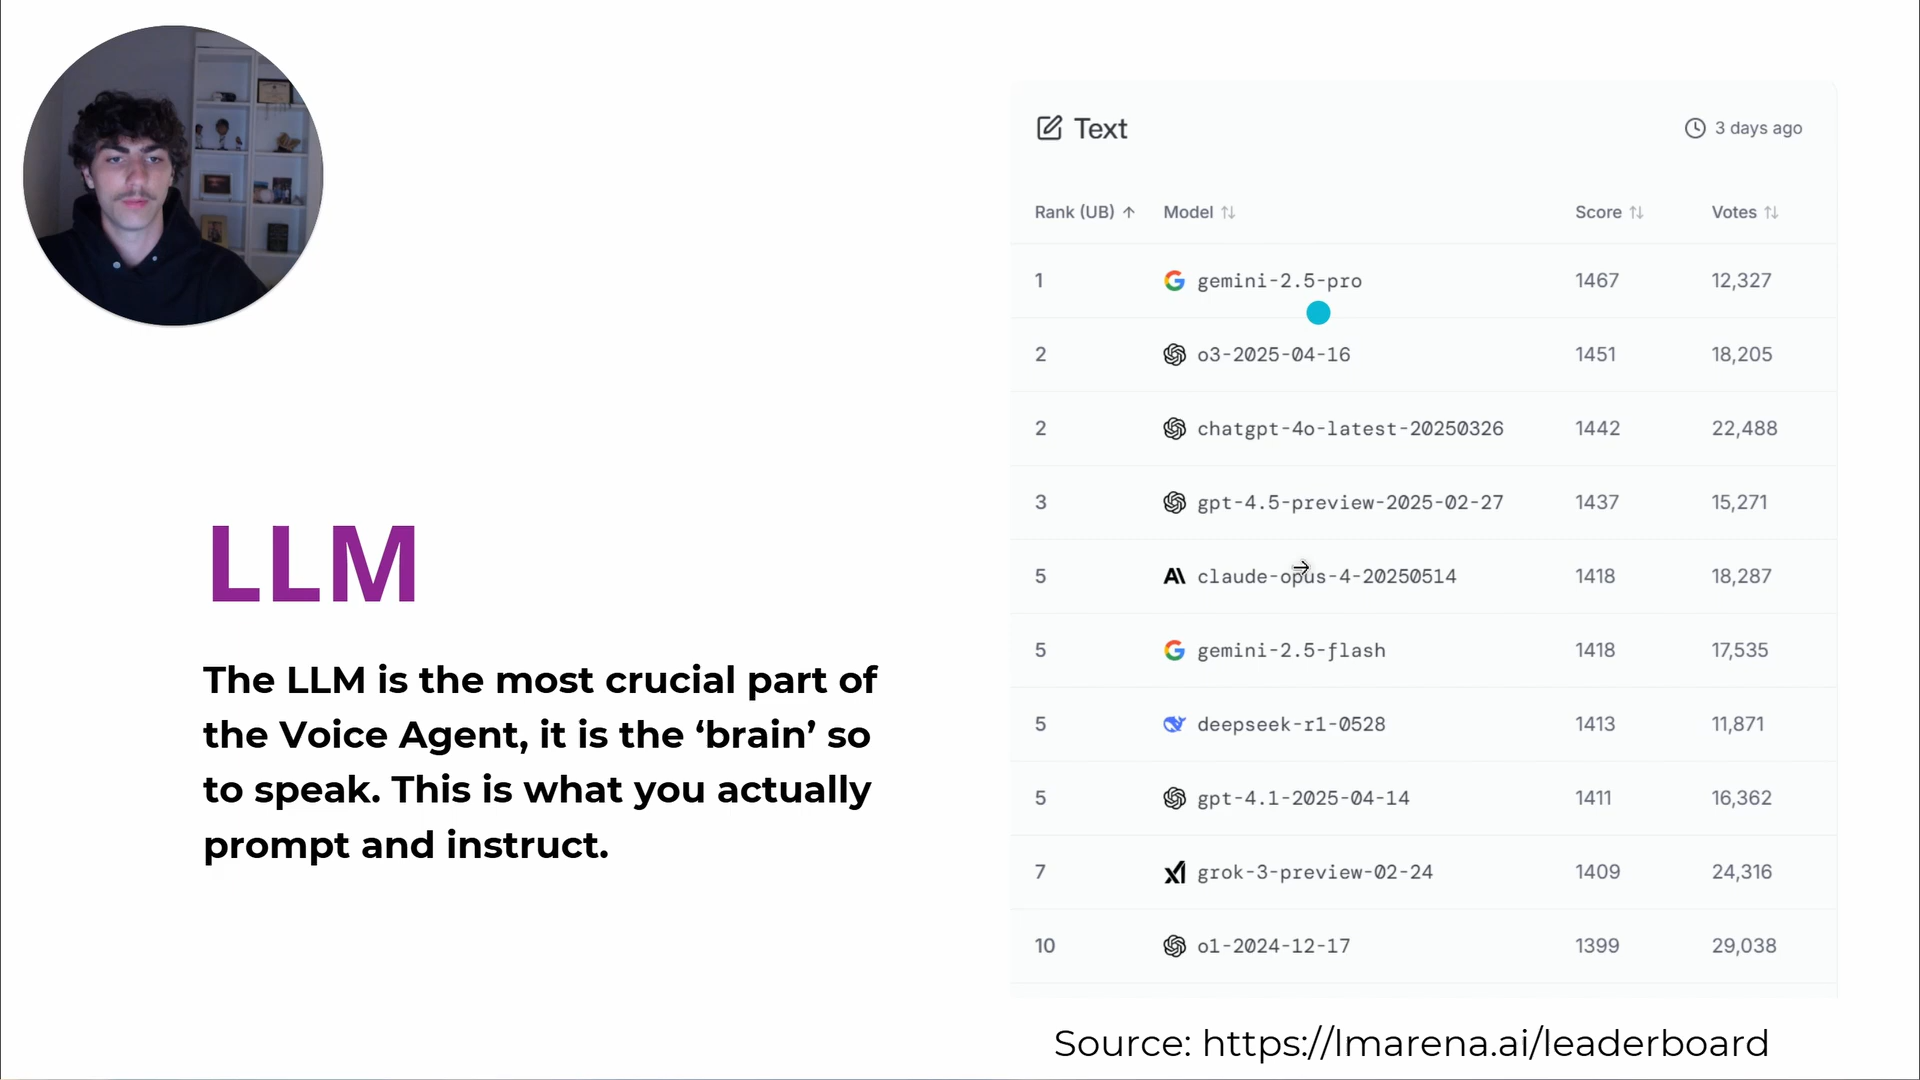 LLM
The LLM is the most crucial part of
the Voice Agent, it is the ‘brain’ so
to speak. This is what you actually
prompt and instruct.
Text 3 days ago
Rank (UB) Model Score Votes
1 gemini-2.5-pro 1467 12,327
2 o3-2025-04-16 1451 18,205
2 chatgpt-4o-latest-20250326 1442 22,488
3 gpt-4.5-preview-2025-02-27 1437 15,271
5 claude-opus-4-20250514 1418 18,287
5 gemini-2.5-flash 1418 17,535
5 deepseek-r1-0528 1413 11,871
5 gpt-4.1-2025-04-14 1411 16,362
7 grok-3-preview-02-24 1409 24,316
10 o1-2024-12-17 1399 29,038
Source: https://lmarena.ai/leaderboard